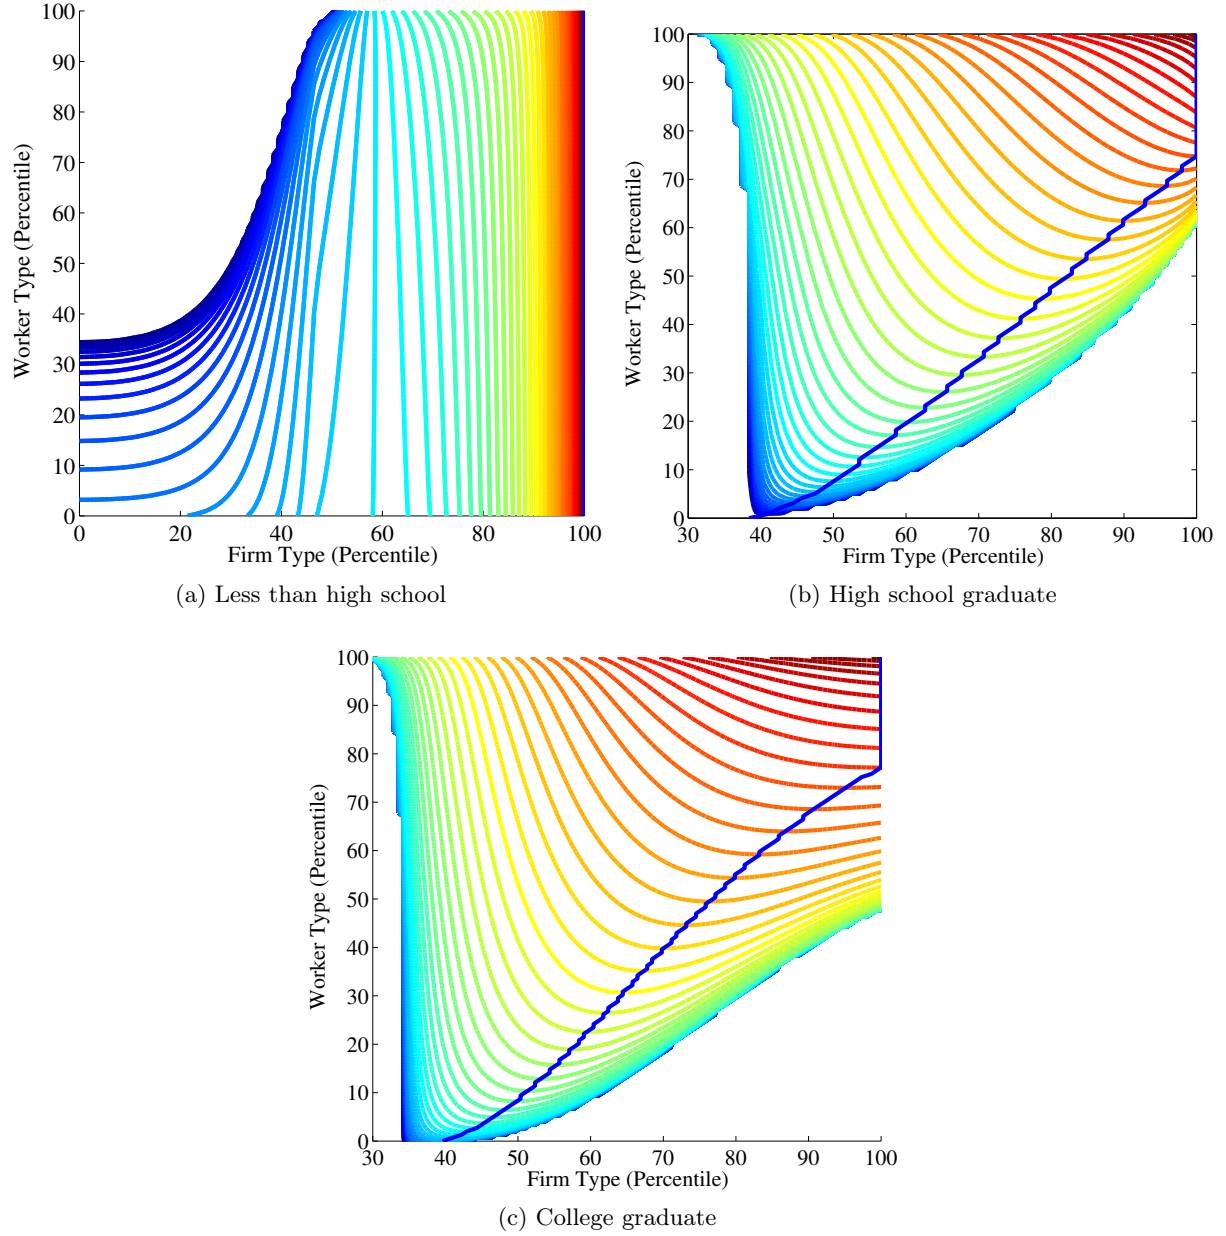 100
90
80
70
60
50
40
30
20
10
0
Worker Type (Percentile)
0 20 40 60 80 100
Firm Type (Percentile)
(a) Less than high school
100
90
80
70
60
50
40
30
20
10
0
Worker Type (Percentile)
30 40 50 60 70 80 90 100
Firm Type (Percentile)
(b) High school graduate
100
90
80
70
60
50
40
30
20
10
0
Worker Type (Percentile)
30 40 50 60 70 80 90 100
Firm Type (Percentile)
(c) College graduate